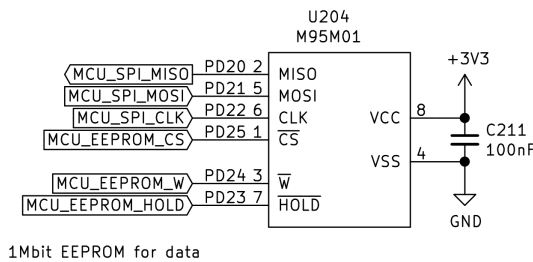 U204
M95M01
+3V3
MCU_SPI_MISO PD20 2 MISO
MCU_SPI_MOSI PD21 5 MOSI
MCU_SPI_CLK PD22 6 CLK VCC 8
MCU_EEPROM_CS PD25 1 CS
C211
100nF
VSS 4
MCU_EEPROM_W PD24 3 W
MCU_EEPROM_HOLD PD23 7 HOLD
GND
1Mbit EEPROM for data